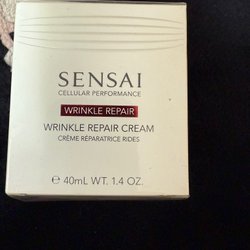 SENSAI
CELLULAR PERFORMANCE
WRINKLE REPAIR
WRINKLE REPAIR CREAM
CRÈME RÉPARATRICE RIDES
℮ 40mL WT. 1.4 OZ.